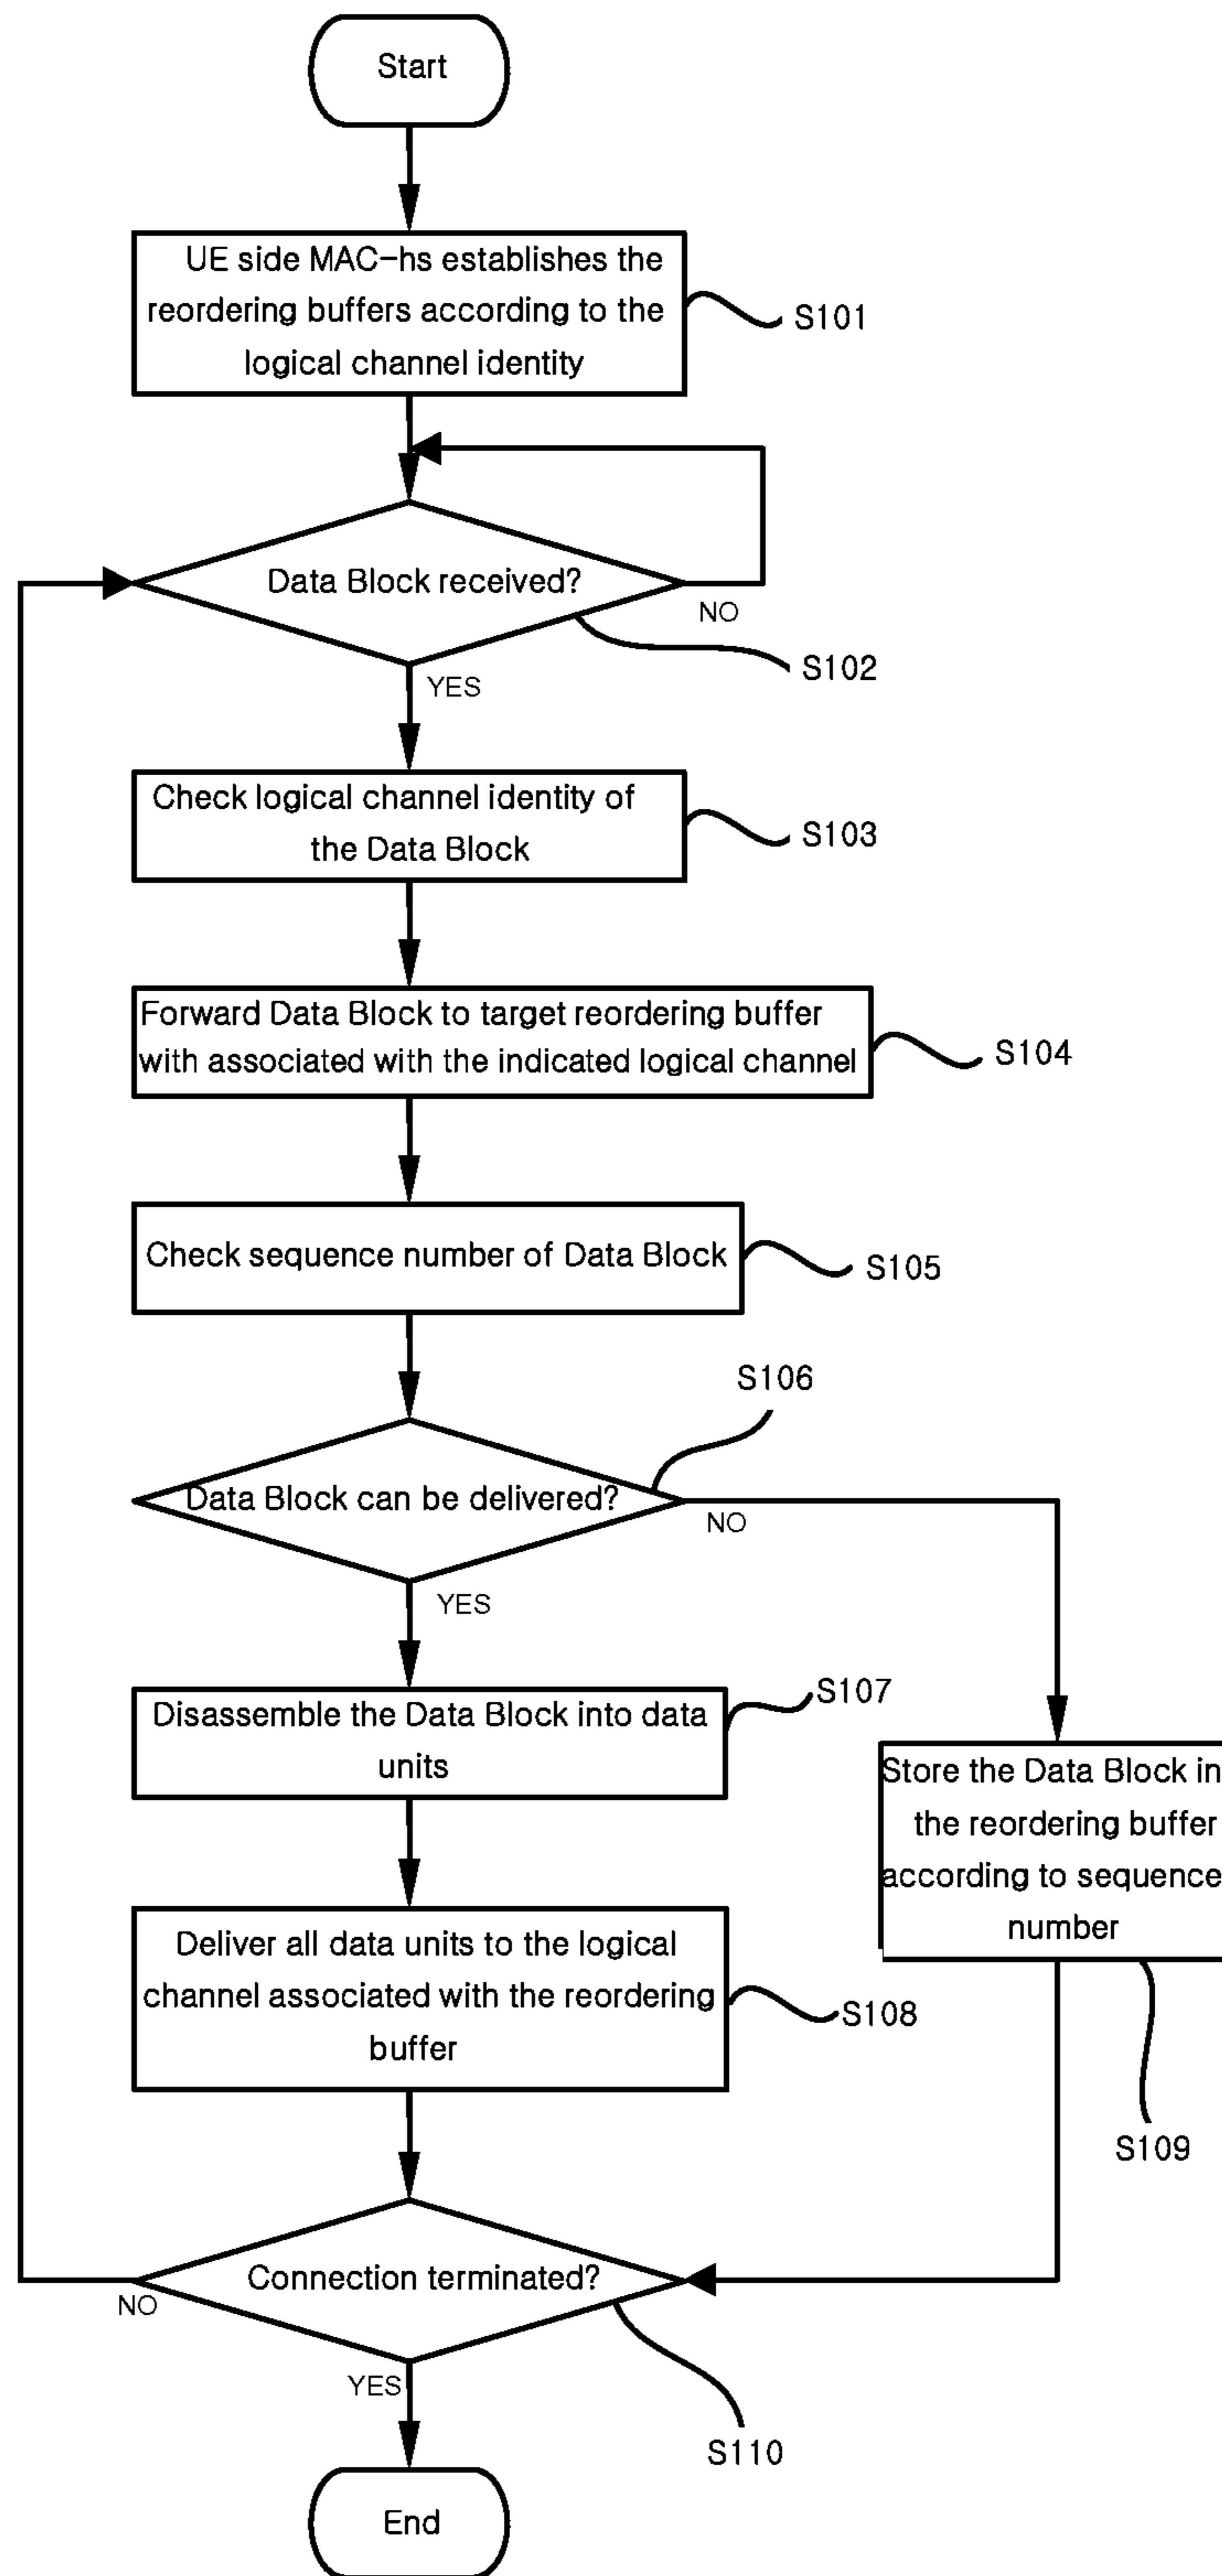 Start
UE side MAC-hs establishes the
reordering buffers according to the
logical channel identity
S101
Data Block received?
NO
S102
YES
Check logical channel identity of
the Data Block
S103
Forward Data Block to target reordering buffer
with associated with the indicated logical channel
S104
Check sequence number of Data Block
S105
S106
Data Block can be delivered?
NO
YES
Disassemble the Data Block into data
units
S107
Store the Data Block in
the reordering buffer
according to sequence
number
Deliver all data units to the logical
channel associated with the reordering
buffer
S108
S109
Connection terminated?
NO
YES
S110
End